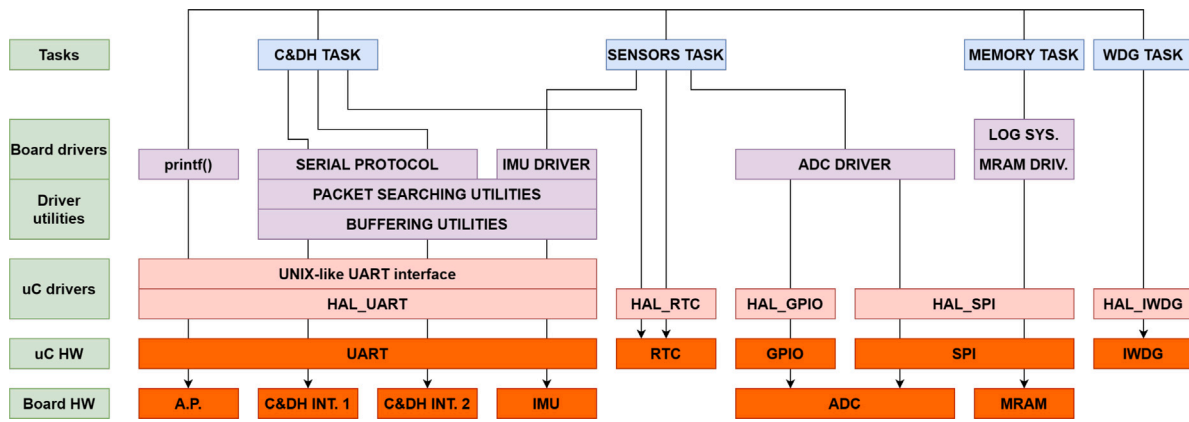 Tasks
C&DH TASK
SENSORS TASK
MEMORY TASK
WDG TASK
Board drivers
printf()
SERIAL PROTOCOL
IMU DRIVER
ADC DRIVER
LOG SYS.
MRAM DRIV.
Driver
utilities
PACKET SEARCHING UTILITIES
BUFFERING UTILITIES
uC drivers
UNIX-like UART interface
HAL_UART
HAL_RTC
HAL_GPIO
HAL_SPI
HAL_IWDG
uC HW
UART
RTC
GPIO
SPI
IWDG
Board HW
A.P.
C&DH INT. 1
C&DH INT. 2
IMU
ADC
MRAM